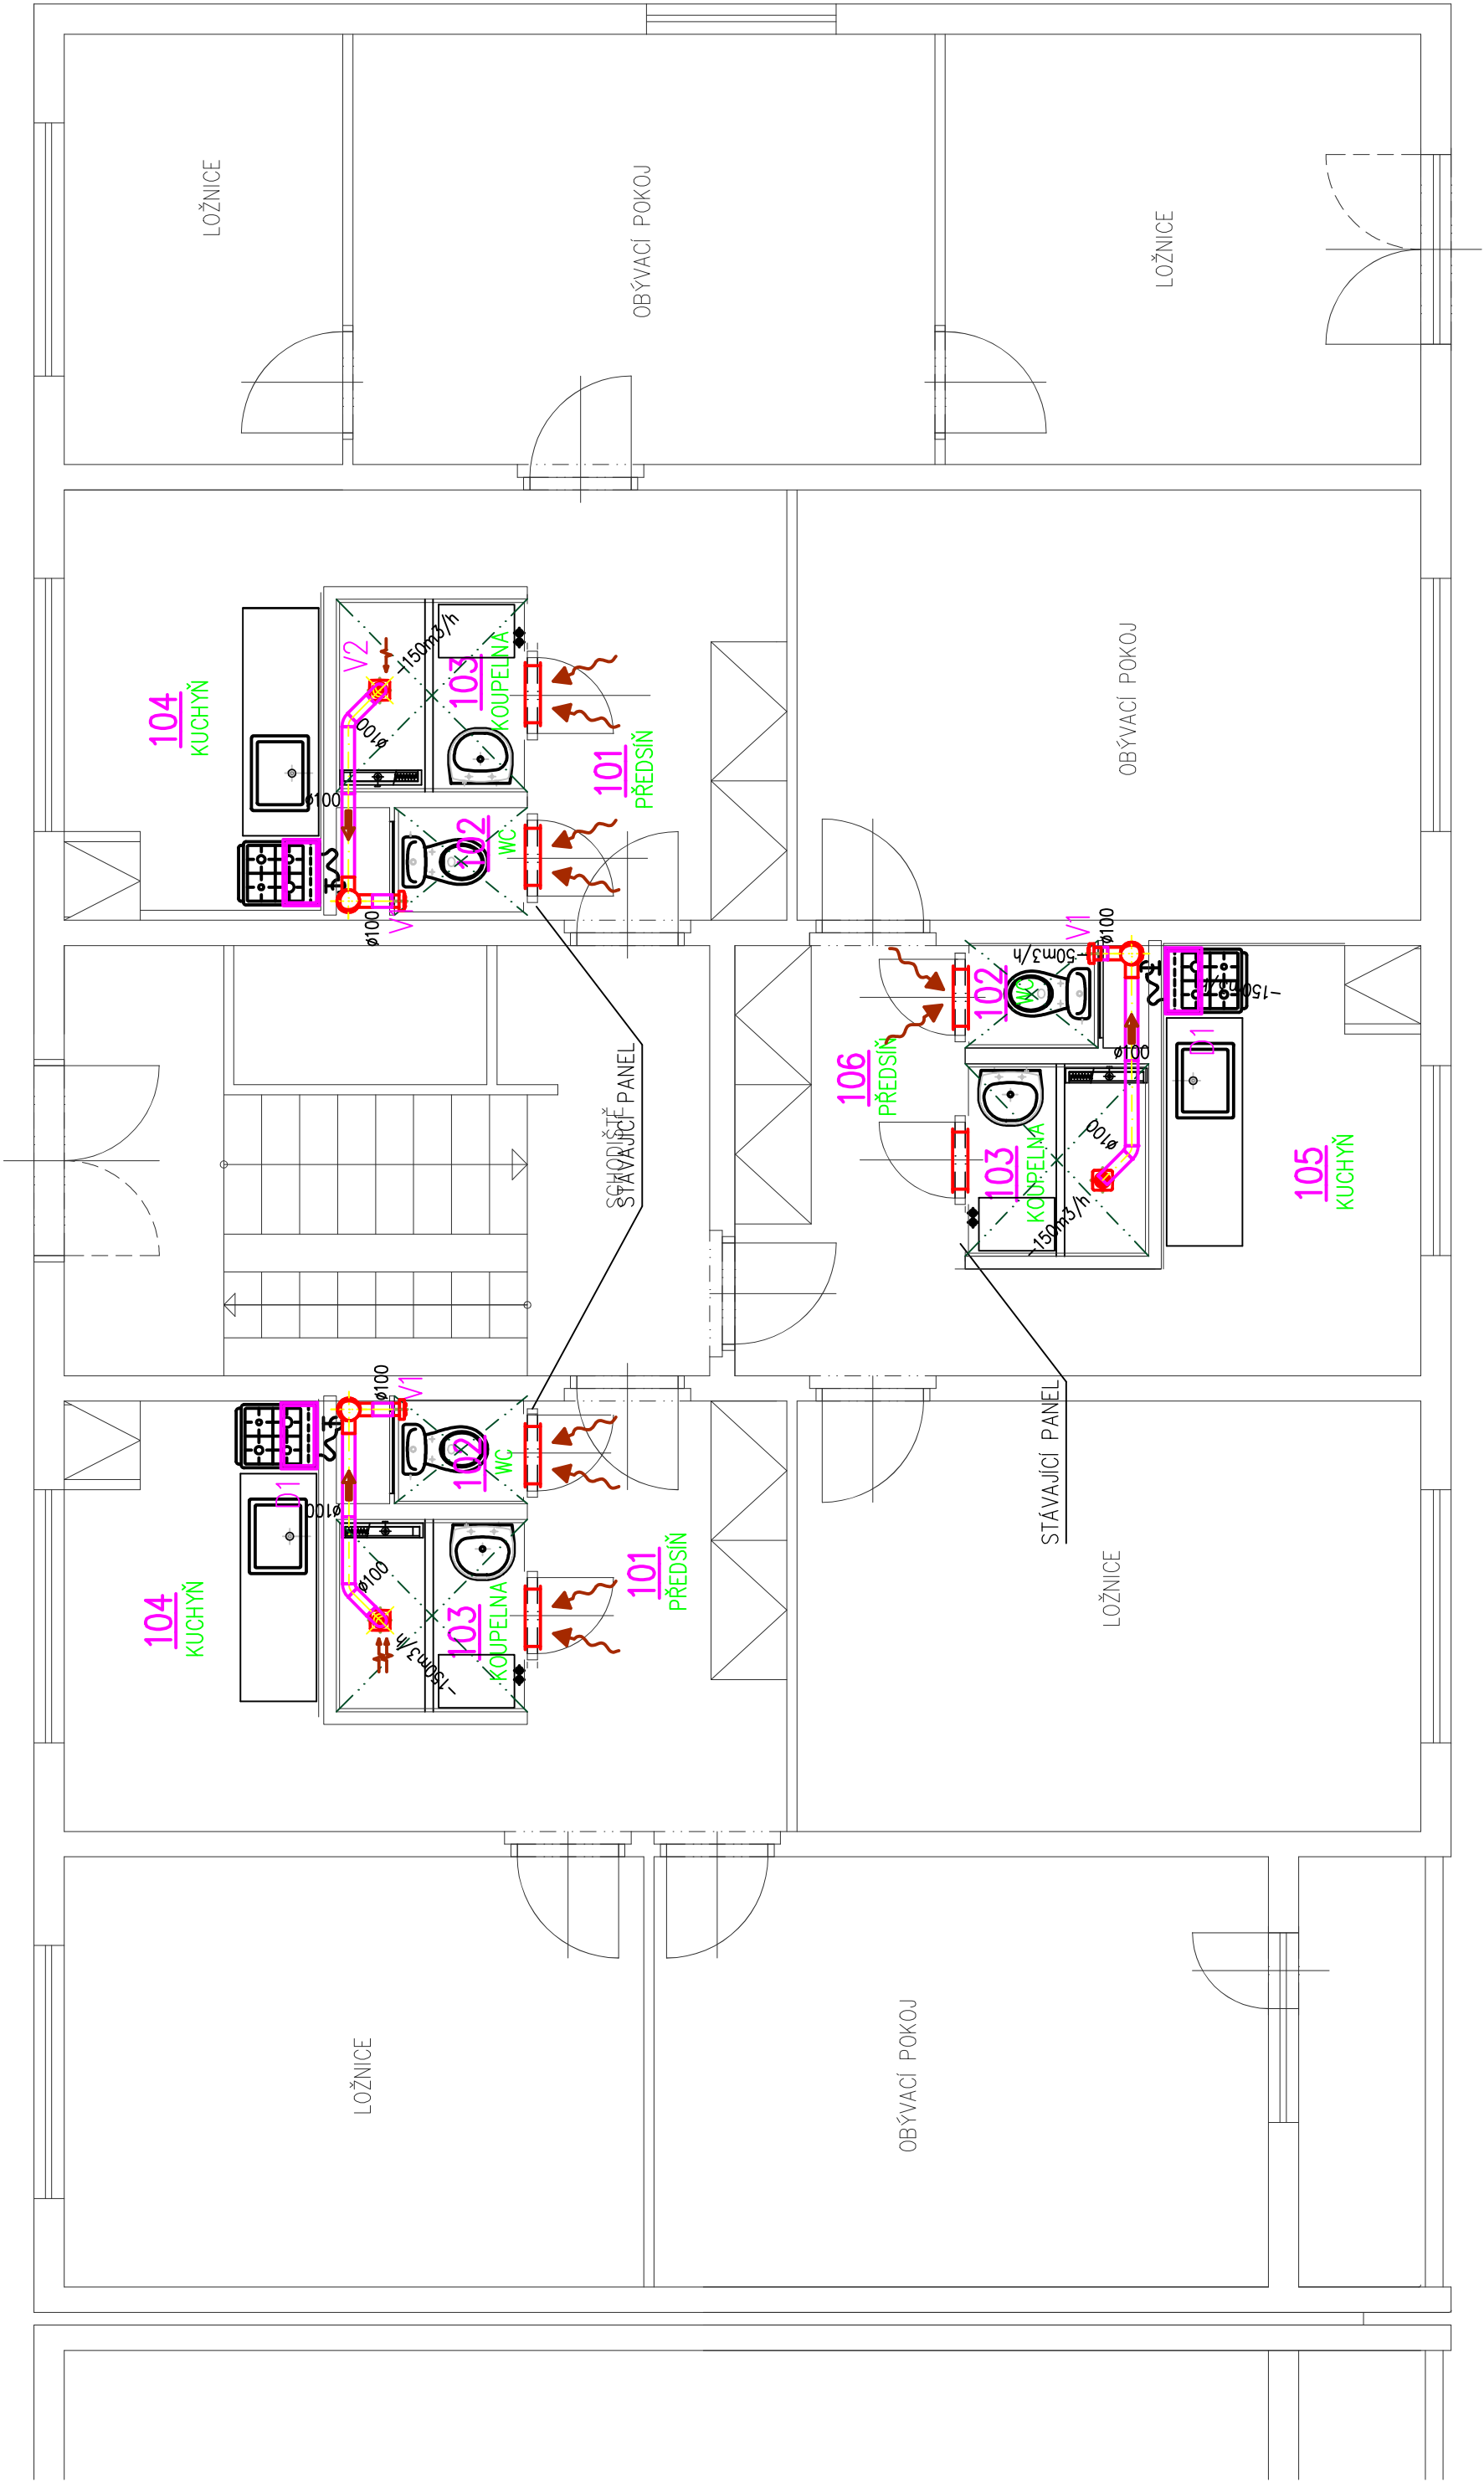 LOŽNICE
OBÝVACÍ POKOJ
LOŽNICE
104
KUCHYŇ
V2
-150m3/h
103
KOUPELNA
ø100
101
PŘEDSÍŇ
OBÝVACÍ POKOJ
ø100
102
WC
ø100
V1
-50m3/h
V1
ø100
102
WC
-150m3/h
D1
ø100
106
PŘEDSÍŇ
SCHODIŠTĚ
STÁVAJÍCÍ PANEL
103
KOUPELNA
ø100
-150m3/h
105
KUCHYŇ
ø100
V1
102
WC
D1
ø100
STÁVAJÍCÍ PANEL
104
KUCHYŇ
ø100
-150m3/h
103
KOUPELNA
101
PŘEDSÍŇ
LOŽNICE
LOŽNICE
OBÝVACÍ POKOJ